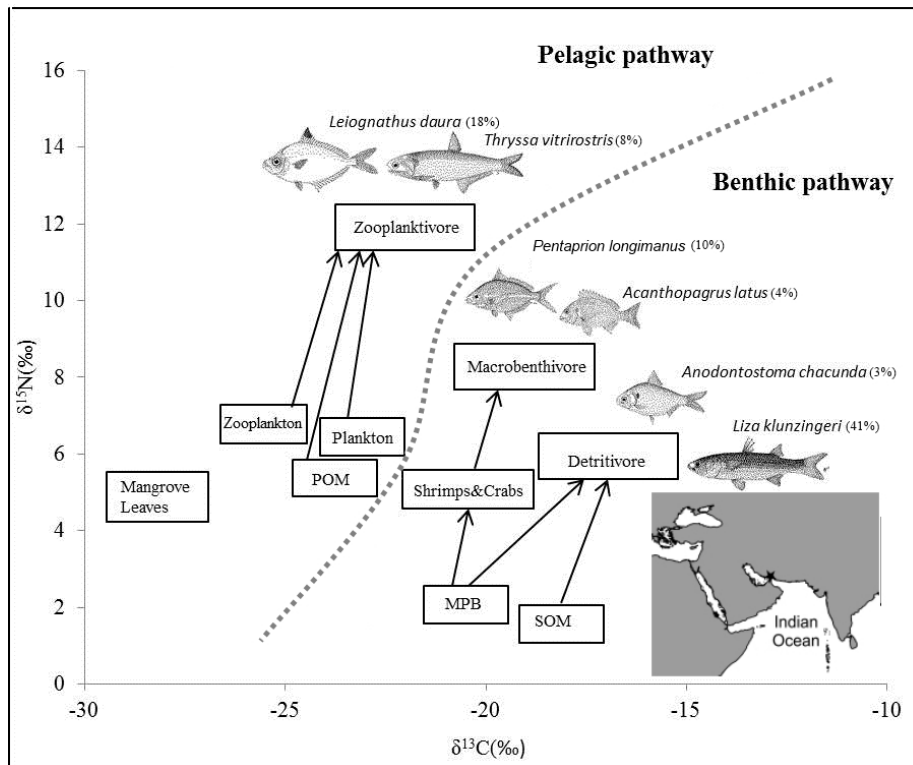 Pelagic pathway
Benthic pathway
Leiognathus daura (18%)
Thryssa vitrirostris (8%)
Zooplanktivore
Pentaprion longimanus (10%)
Acanthopagrus latus (4%)
Macrobenthivore
Anodontostoma chacunda (3%)
Liza klunzingeri (41%)
Zooplankton
Plankton
POM
Mangrove
Leaves
Shrimps&Crabs
Detritivore
MPB
SOM
Indian
Ocean
δ15N(‰)
16
14
12
10
8
6
4
2
0
-30
-25
-20
-15
-10
δ13C(‰)